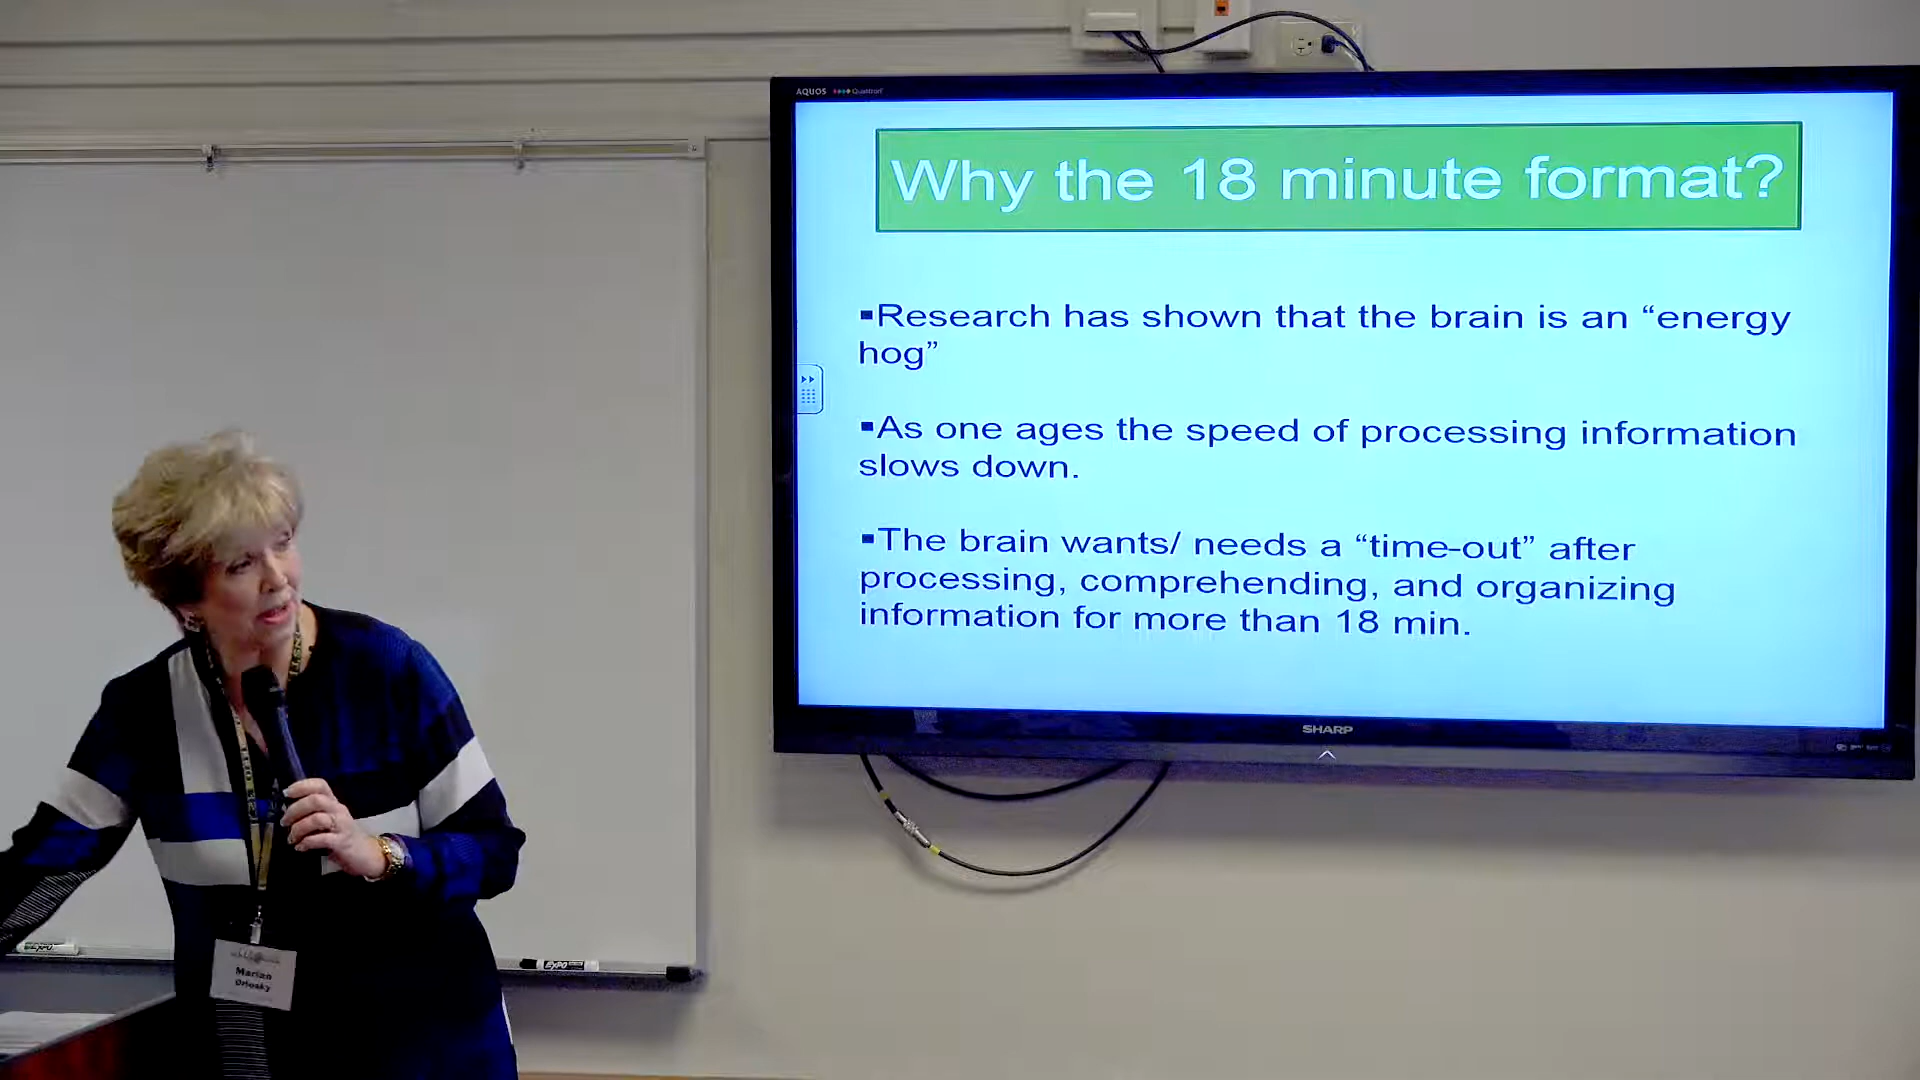 AQUOS Quattron
Why the 18 minute format?
▪Research has shown that the brain is an “energy
hog”
▪As one ages the speed of processing information
slows down.
▪The brain wants/ needs a “time-out” after
processing, comprehending, and organizing
information for more than 18 min.
SHARP
EXPO
EXPO
Marian
Orlosky